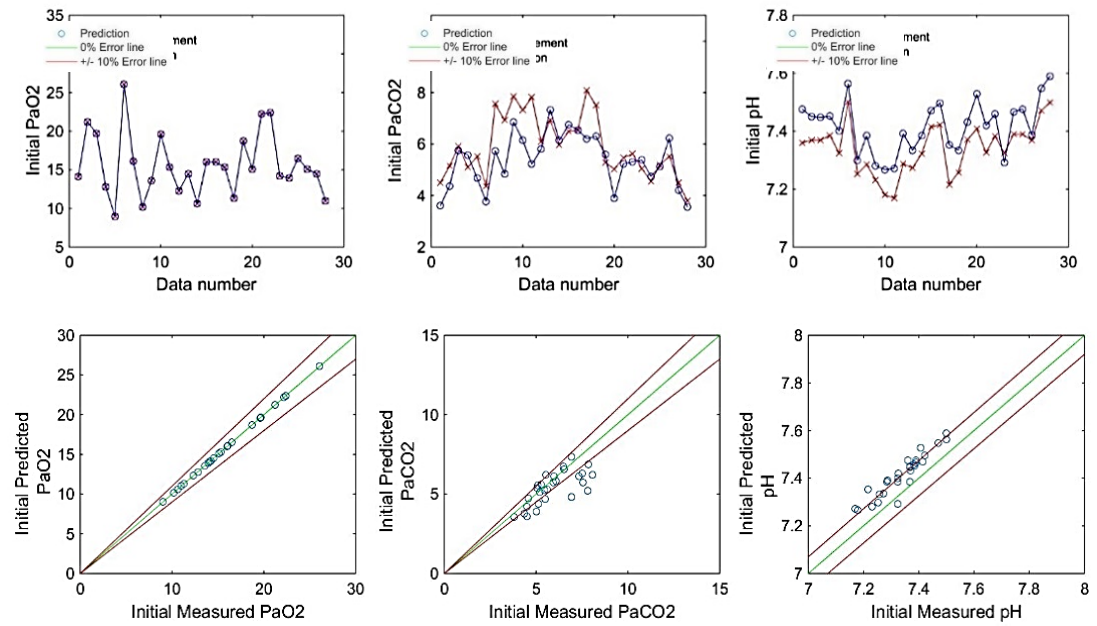 35
Prediction
ment
0% Error line
n
+/- 10% Error line
25
20
15
10
5
0
10
20
30
Initial PaO2
Data number
Prediction
ement
0% Error line
on
+/- 10% Error line
8
6
4
2
0
10
20
30
Initial PaCO2
Data number
7.8
Prediction
ment
0% Error line
n
+/- 10% Error line
7.6
7.4
7.2
7
0
10
20
30
Initial pH
Data number
30
25
20
15
10
5
0
0
10
20
30
Initial Predicted
PaO2
Initial Measured PaO2
15
10
5
0
0
5
10
15
Initial Predicted
PaCO2
Initial Measured PaCO2
8
7.8
7.6
7.4
7.2
7
7
7.2
7.4
7.6
7.8
8
Initial Predicted
pH
Initial Measured pH